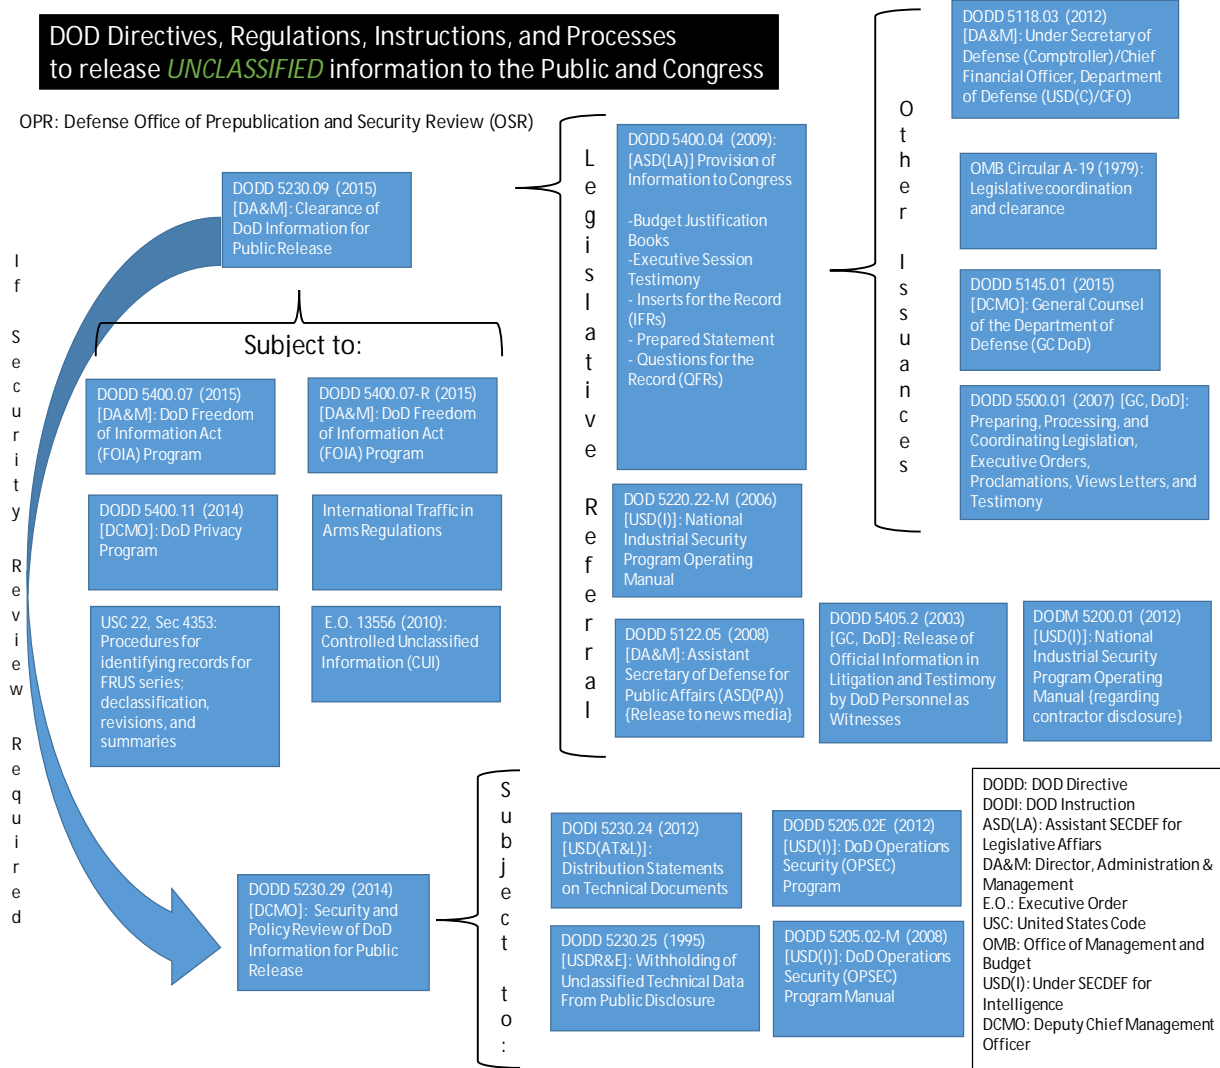 DOD Directives, Regulations, Instructions, and Processes
to release UNCLASSIFIED information to the Public and Congress
OPR: Defense Office of Prepublication and Security Review (OSR)
If Security Review Required
DODD 5230.09 (2015)
[DA&M]: Clearance of
DoD Information for
Public Release
Subject to:
DODD 5400.07 (2015)
[DA&M]: DoD Freedom
of Information Act
(FOIA) Program
DODD 5400.07-R (2015)
[DA&M]: DoD Freedom
of Information Act
(FOIA) Program
DODD 5400.11 (2014)
[DCMO]: DoD Privacy
Program
International Traffic in
Arms Regulations
USC 22, Sec 4353:
Procedures for
identifying records for
FRUS series;
declassification,
revisions, and
summaries
E.O. 13556 (2010):
Controlled Unclassified
Information (CUI)
Legislative Referral
DODD 5400.04 (2009):
[ASD(LA)] Provision of
Information to Congress
-Budget Justification
Books
-Executive Session
Testimony
- Inserts for the Record
(IFRs)
- Prepared Statement
- Questions for the
Record (QFRs)
DOD 5220.22-M (2006)
[USD(I)]: National
Industrial Security
Program Operating
Manual
DODD 5122.05 (2008)
[DA&M]: Assistant
Secretary of Defense for
Public Affairs (ASD(PA))
{Release to news media}
DODD 5405.2 (2003)
[GC, DoD]: Release of
Official Information in
Litigation and Testimony
by DoD Personnel as
Witnesses
DODM 5200.01 (2012)
[USD(I)]: National
Industrial Security
Program Operating
Manual {regarding
contractor disclosure}
Other Issuances
DODD 5118.03 (2012)
[DA&M]: Under Secretary
of Defense
(Comptroller)/Chief
Financial Officer, Department
of Defense (USD(C)/CFO)
OMB Circular A-19 (1979):
Legislative coordination
and clearance
DODD 5145.01 (2015)
[DCMO]: General Counsel
of the Department of
Defense (GC DoD)
DODD 5500.01 (2007) [GC, DoD]:
Preparing, Processing, and
Coordinating Legislation,
Executive Orders,
Proclamations, Views Letters, and
Testimony
DODD 5230.29 (2014)
[DCMO]: Security and
Policy Review of DoD
Information for Public
Release
Subject to:
DODI 5230.24 (2012)
[USD(AT&L)]:
Distribution Statements
on Technical Documents
DODD 5205.02E (2012)
[USD(I)]: DoD Operations
Security (OPSEC)
Program
DODD 5230.25 (1995)
[USDR&E]: Withholding of
Unclassified Technical Data
From Public Disclosure
DODD 5205.02-M (2008)
[USD(I)]: DoD Operations
Security (OPSEC)
Program Manual
DODD: DOD Directive
DODI: DOD Instruction
ASD(LA): Assistant SECDEF for
Legislative Affiars
DA&M: Director, Administration &
Management
E.O.: Executive Order
USC: United States Code
OMB: Office of Management and
Budget
USD(I): Under SECDEF for
Intelligence
DCMO: Deputy Chief Management
Officer